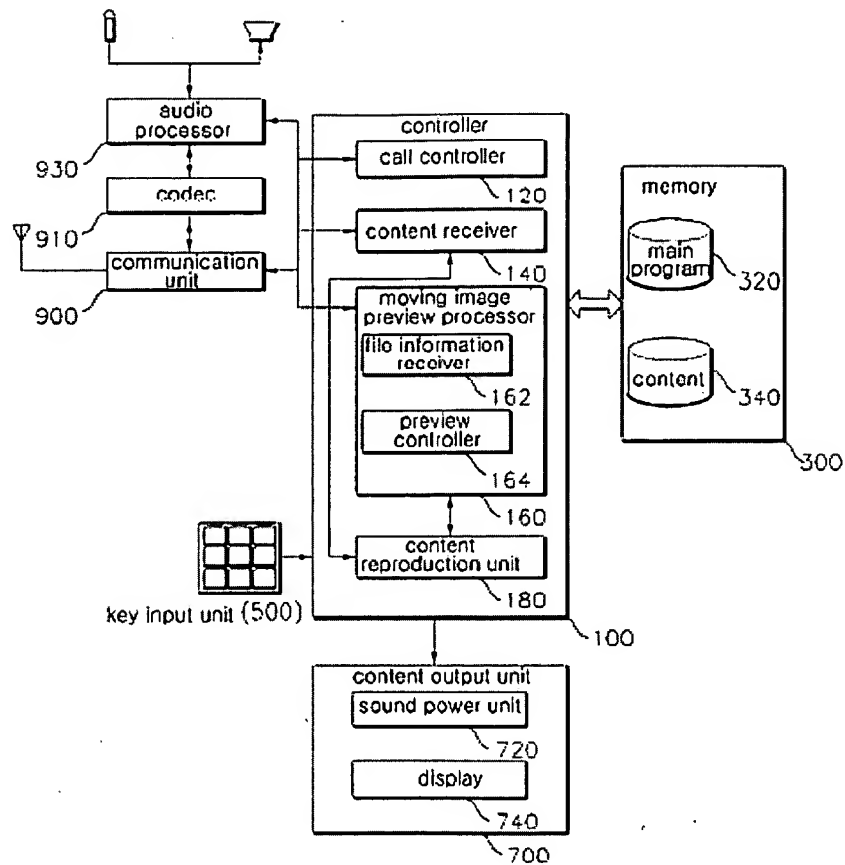 audio
processor
930
codec
910
communication
unit
900
controller
call controller
120
content receiver
140
moving image
preview processor
file information
receiver
162
preview
controller
164
160
content
reproduction unit
180
100
memory
main
program
320
content
340
300
key input unit (500)
content output unit
sound power unit
720
display
740
700